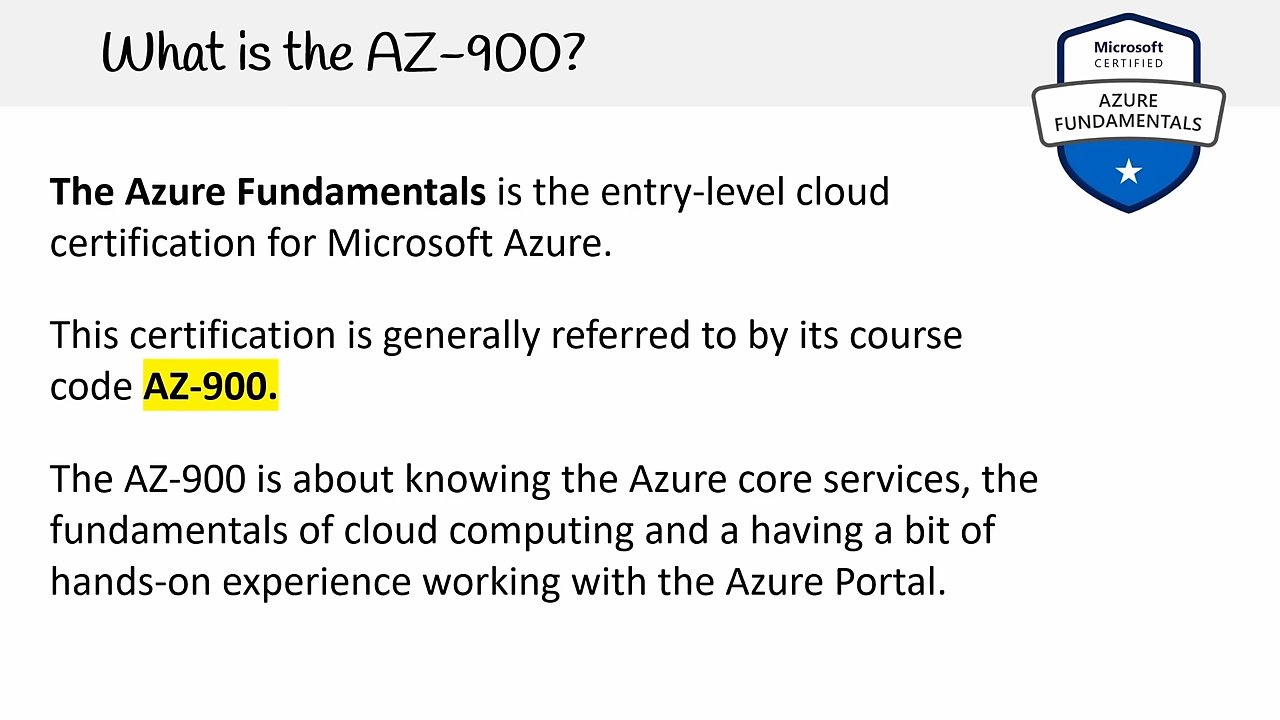 What is the AZ-900?
Microsoft
CERTIFIED
AZURE
FUNDAMENTALS
The Azure Fundamentals is the entry-level cloud
certification for Microsoft Azure.
This certification is generally referred to by its course
code AZ-900.
The AZ-900 is about knowing the Azure core services, the
fundamentals of cloud computing and a having a bit of
hands-on experience working with the Azure Portal.